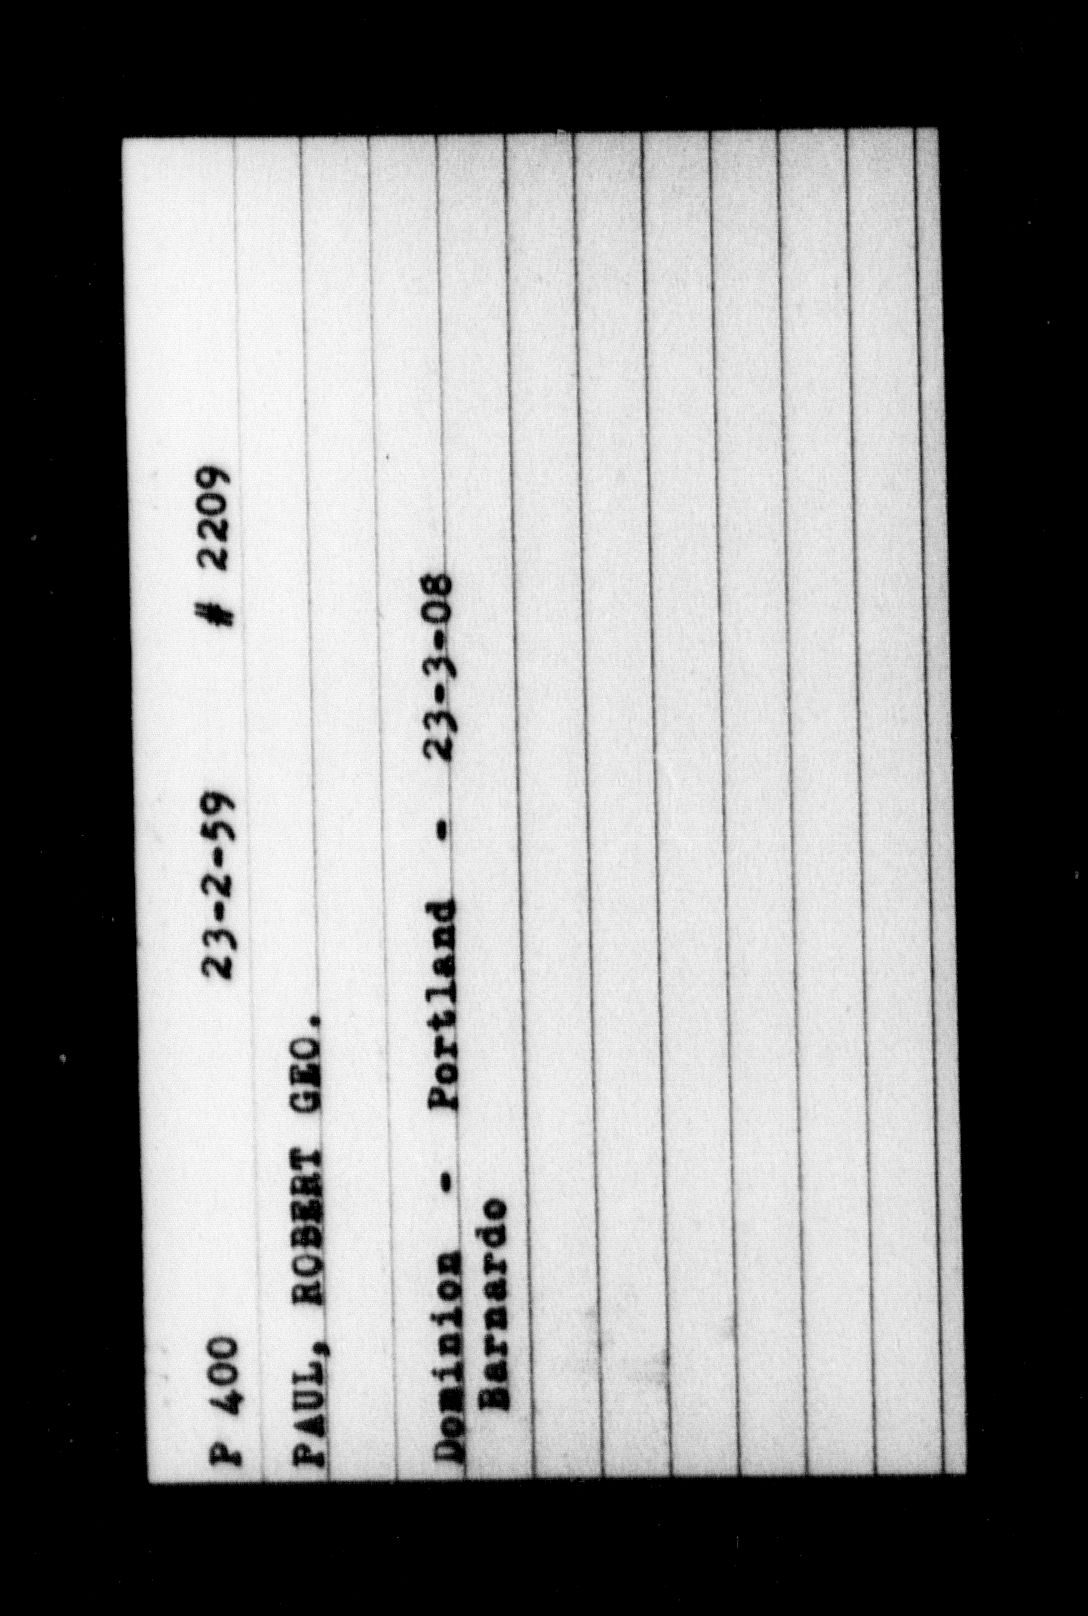 P 400 23-2-59 # 2209
PAUL, ROBERT GEO.
Dominion - Portland - 23-3-08
Barnardo